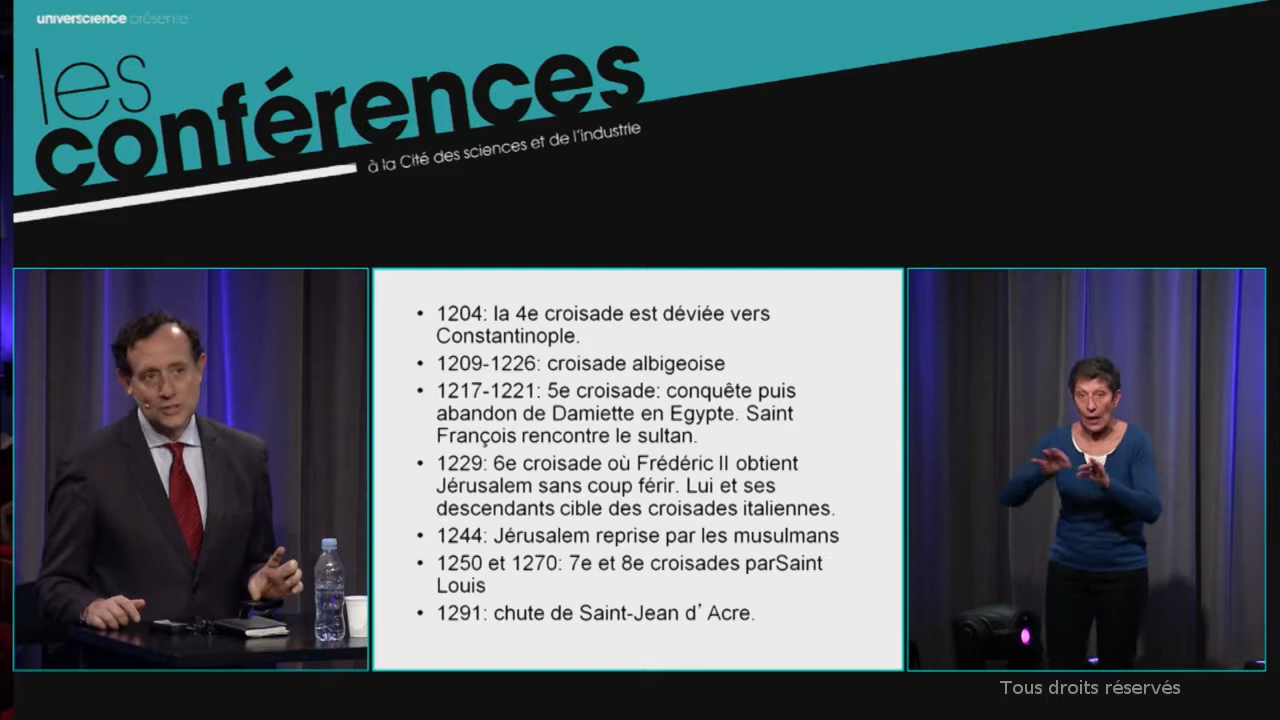 universcience présente
les
conférences
à la Cité des sciences et de l'industrie
• 1204: la 4e croisade est déviée vers
Constantinople.
• 1209-1226: croisade albigeoise
• 1217-1221: 5e croisade: conquête puis
abandon de Damiette en Egypte. Saint
François rencontre le sultan.
• 1229: 6e croisade où Frédéric II obtient
Jérusalem sans coup férir. Lui et ses
descendants cible des croisades italiennes.
• 1244: Jérusalem reprise par les musulmans
• 1250 et 1270: 7e et 8e croisades parSaint
Louis
• 1291: chute de Saint-Jean d’ Acre.
Tous droits réservés